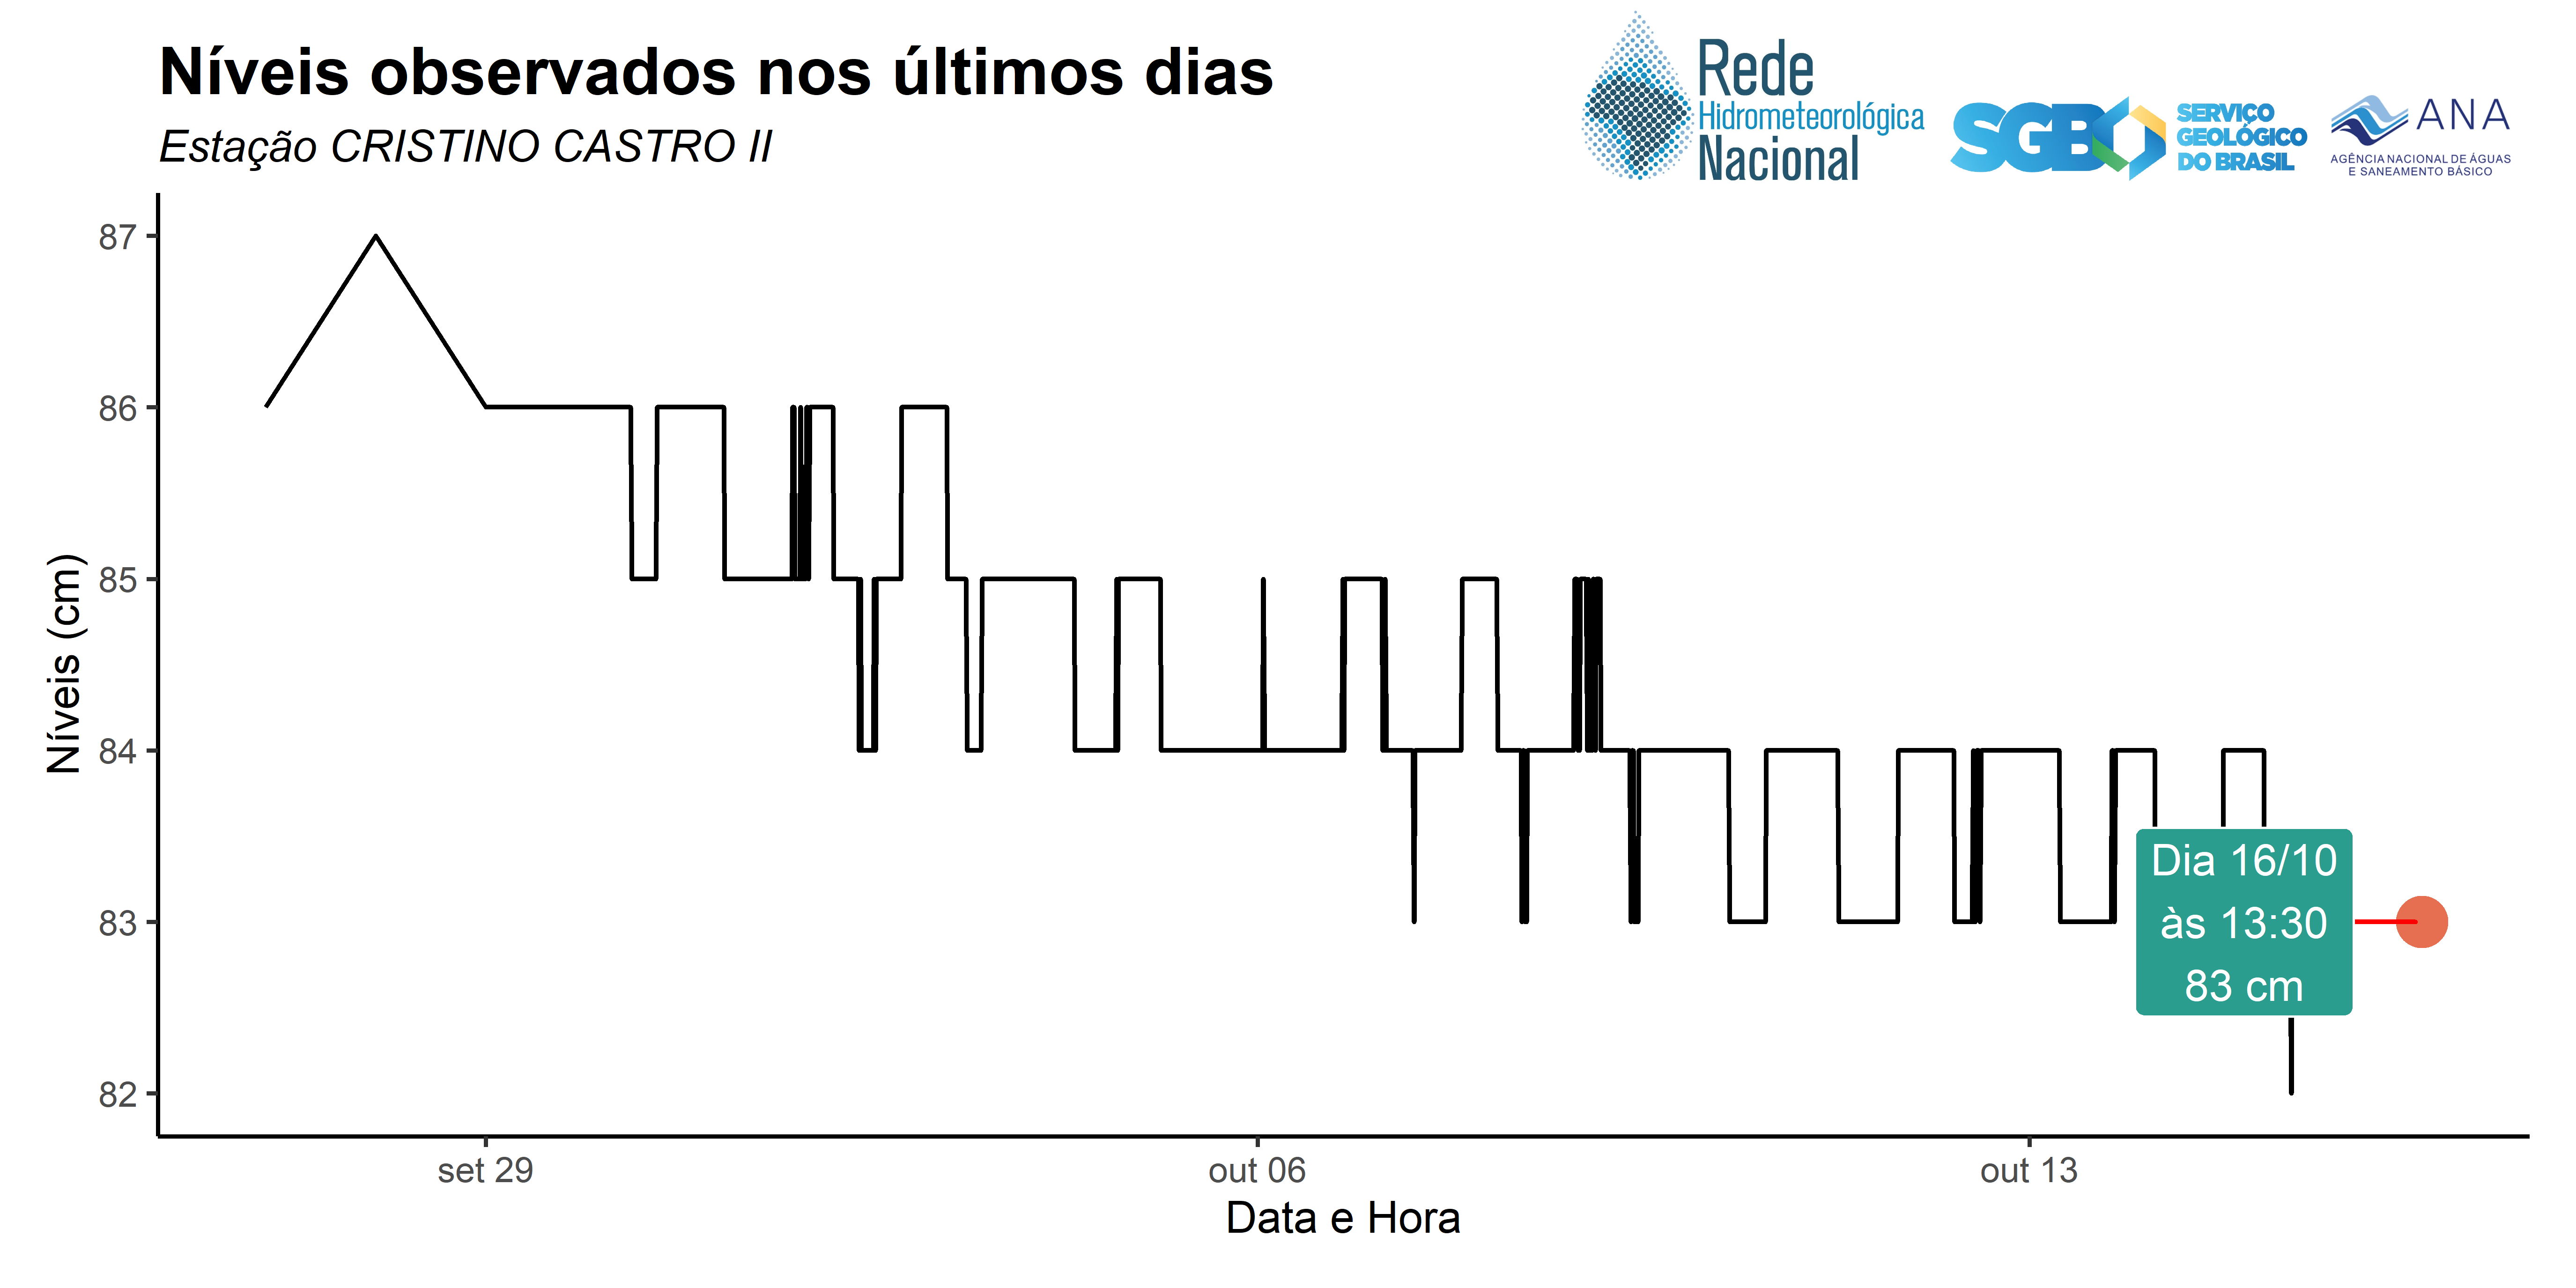 Níveis observados nos últimos dias
Estação CRISTINO CASTRO II
Rede
Hidrometeorológica
Nacional
SGB
SERVIÇO
GEOLÓGICO
DO BRASIL
ANA
AGÊNCIA NACIONAL DE ÁGUAS
E SANEAMENTO BÁSICO
Níveis (cm)
87
86
85
84
83
82
Dia 16/10
às 13:30
83 cm
set 29
out 06
out 13
Data e Hora